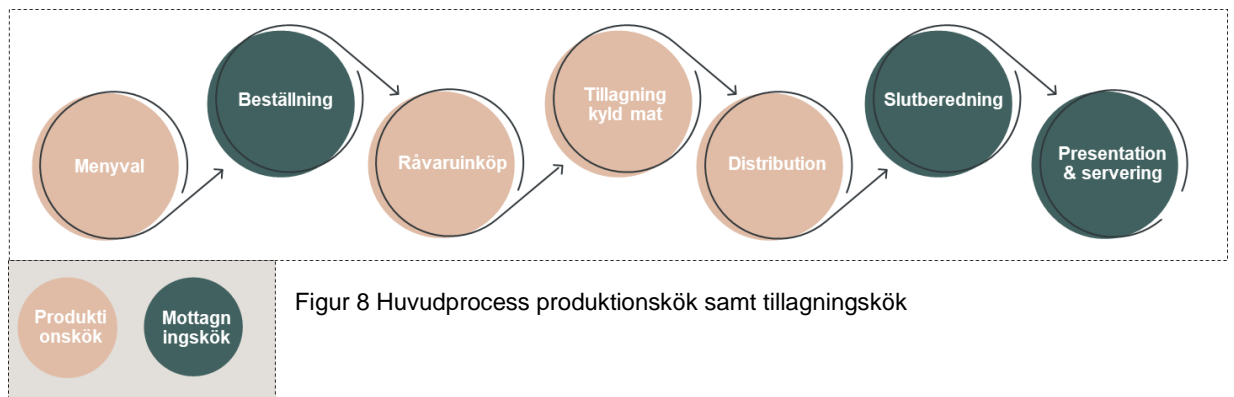 Menyval
Beställning
Råvaruinköp
Tillagning
kyld mat
Distribution
Slutberedning
Presentation
& servering
Produkti
onskök
Mottagn
ingskök
Figur 8 Huvudprocess produktionskök samt tillagningskök